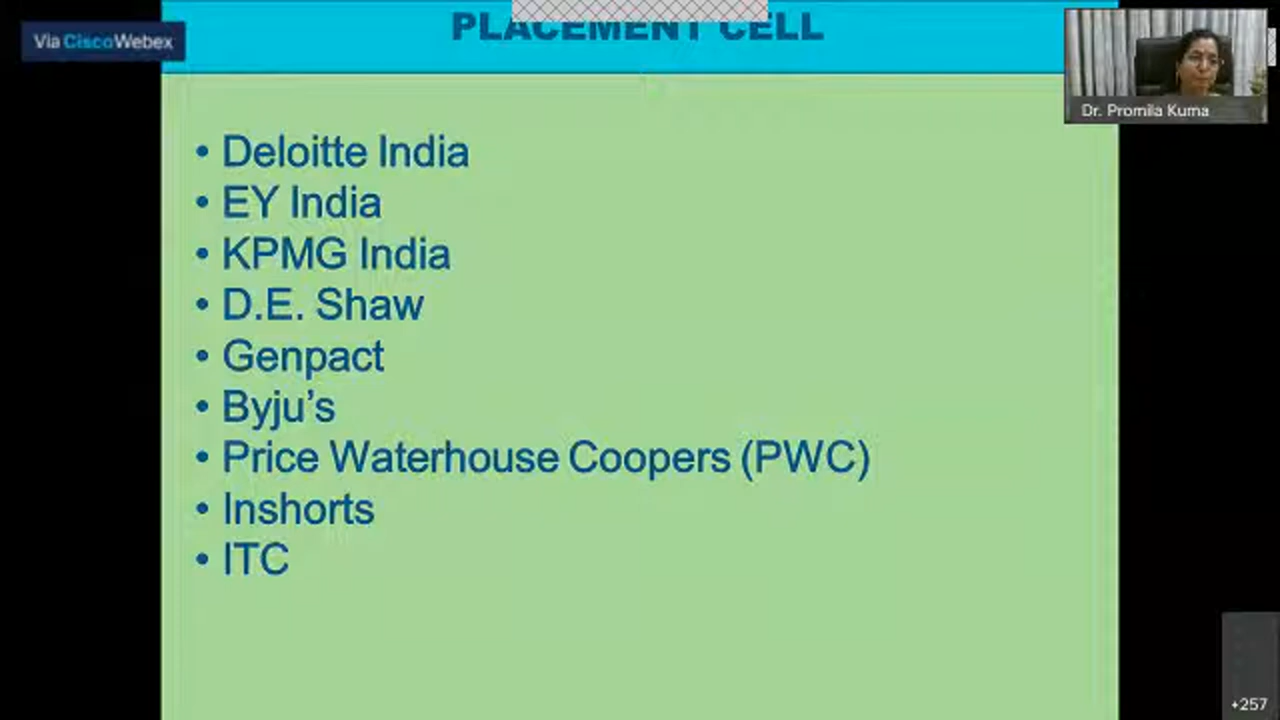 PLACEMENT CELL
Via CiscoWebex
Dr. Promila Kuma
• Deloitte India
• EY India
• KPMG India
• D.E. Shaw
• Genpact
• Byju's
• Price Waterhouse Coopers (PWC)
• Inshorts
• ITC
+257